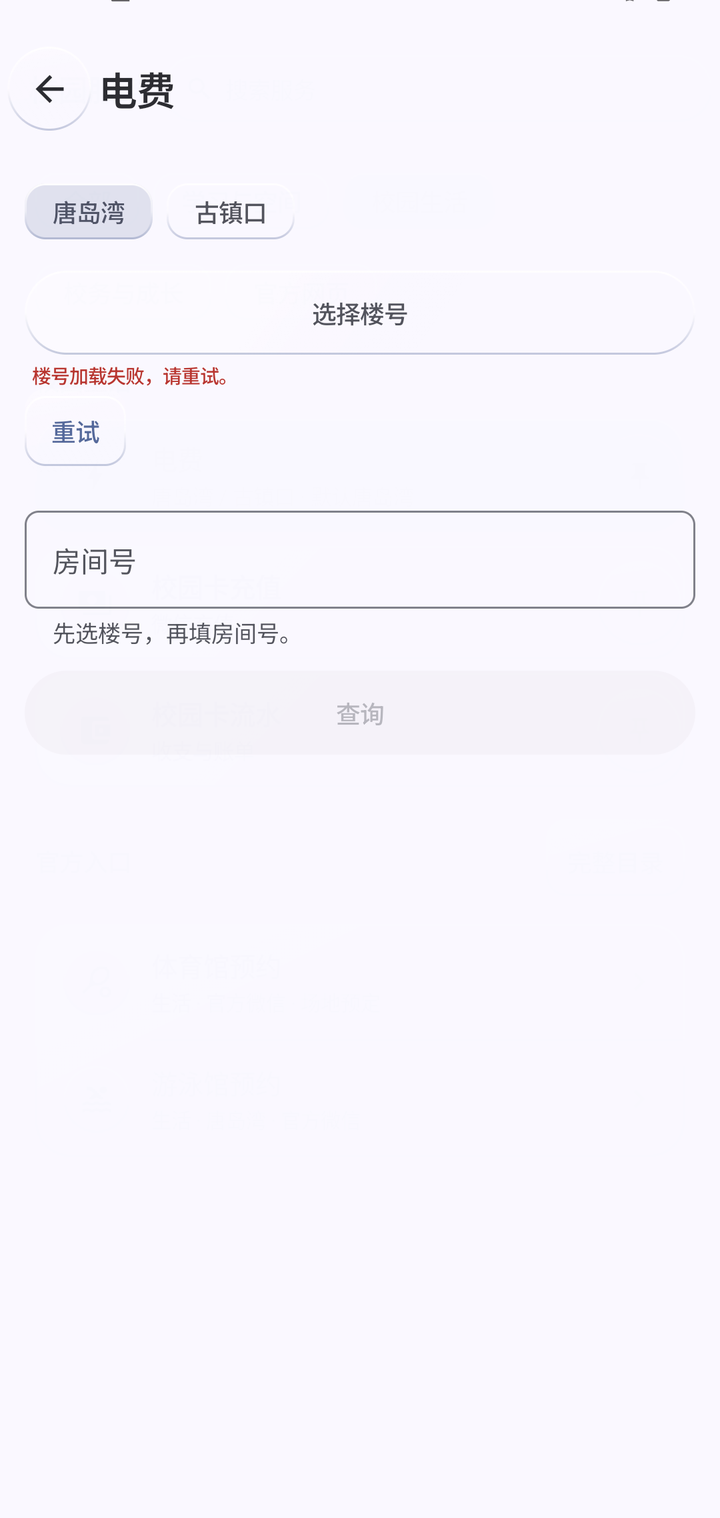 电费
唐岛湾 古镇口
选择楼号
楼号加载失败，请重试。
重试
房间号
先选楼号，再填房间号。
查询